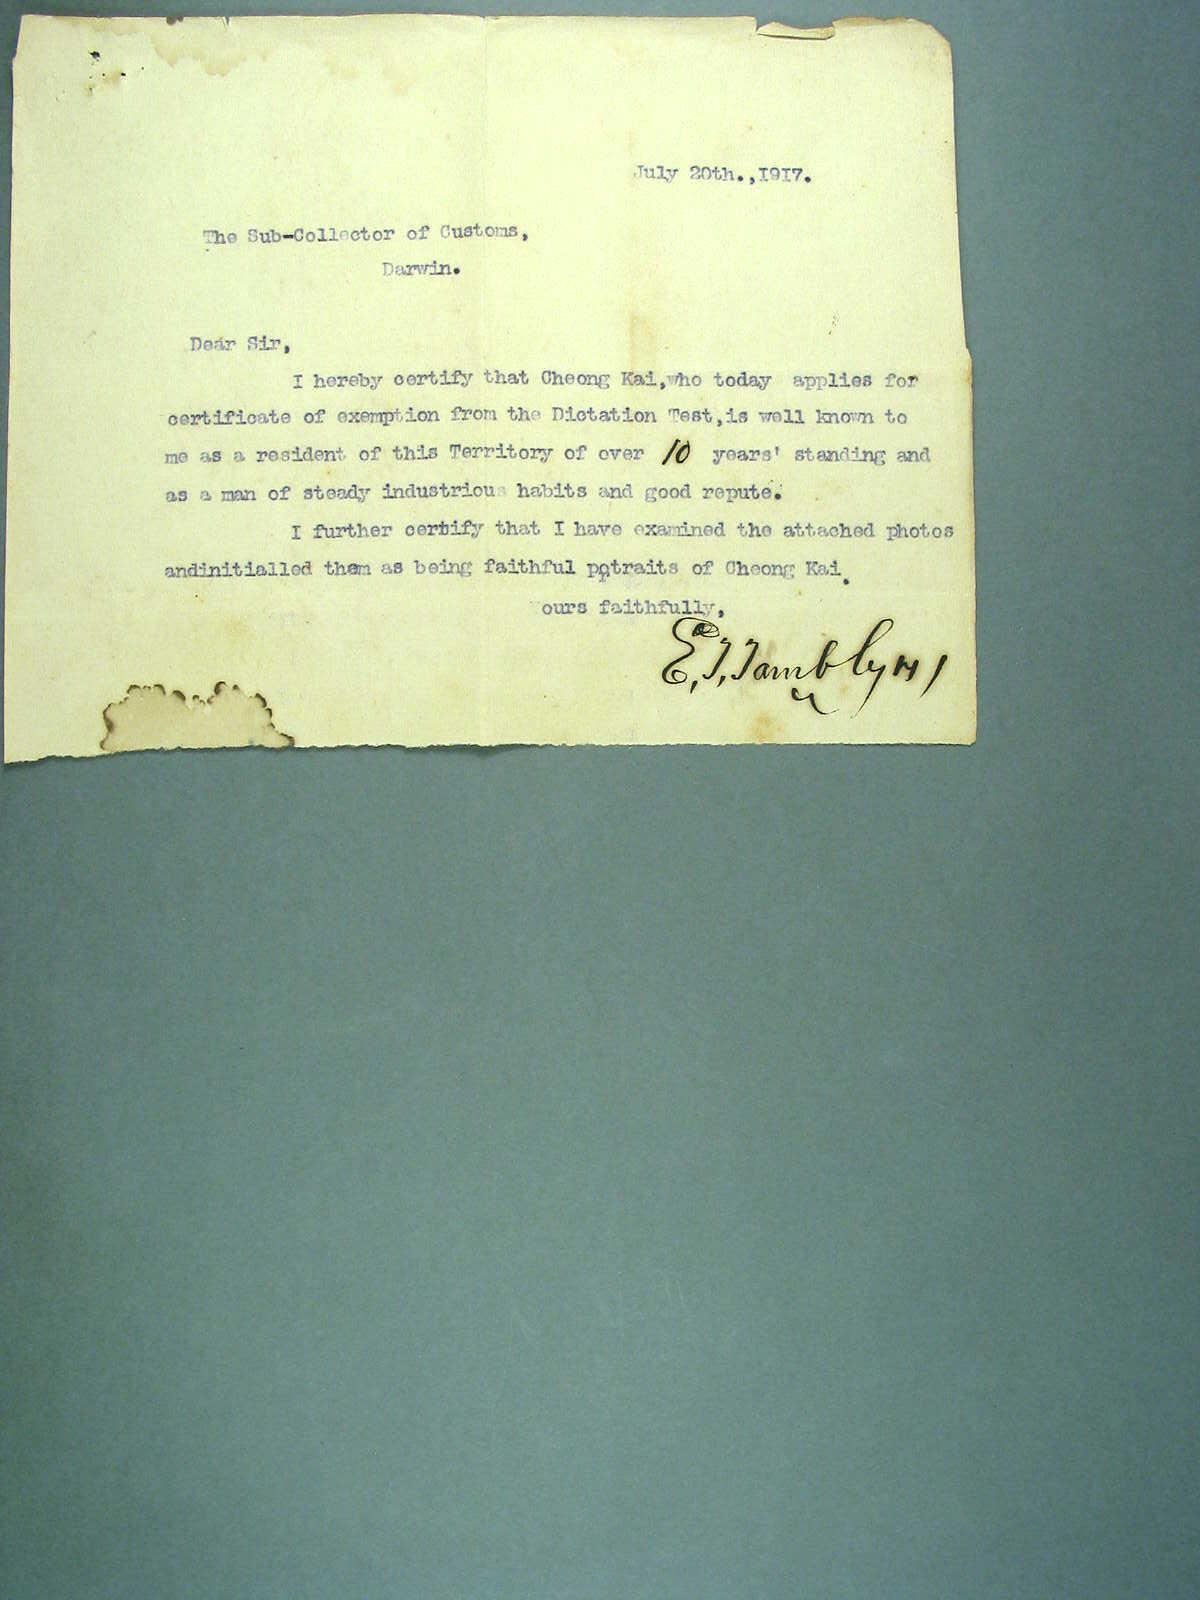 July 20th.,1917.
The Sub-Collector of Customs,
Darwin.
Dear Sir,
I hereby certify that Cheong Kai,who today applies for
certificate of exemption from the Dictation Test,is well known to
me as a resident of this Territory of over 10 years' standing and
as a man of steady industrious habits and good repute.
I further certify that I have examined the attached photos
andinitialled them as being faithful potraits of Cheong Kai.
Yours faithfully,
E.T.Tamblyn